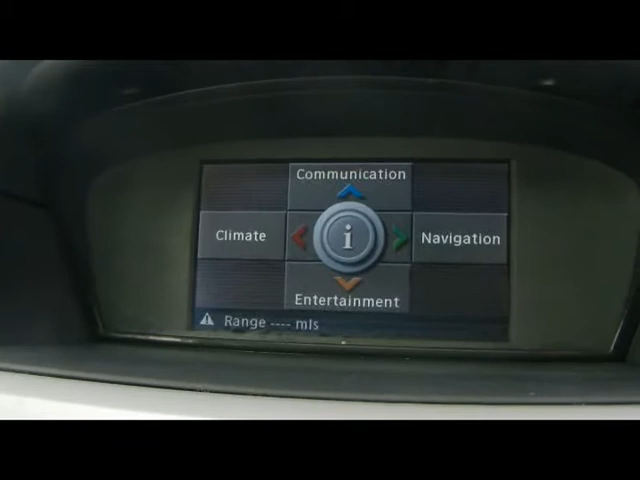 Communication
Climate
i
Navigation
Entertainment
Range ---- mls